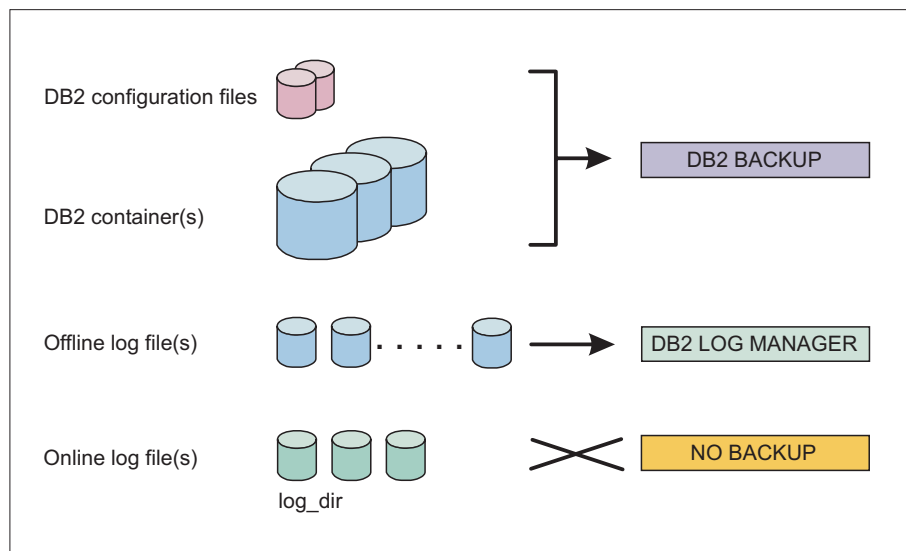 DB2 configuration files
DB2 container(s)
DB2 BACKUP
Offline log file(s)
DB2 LOG MANAGER
Online log file(s)
NO BACKUP
log_dir